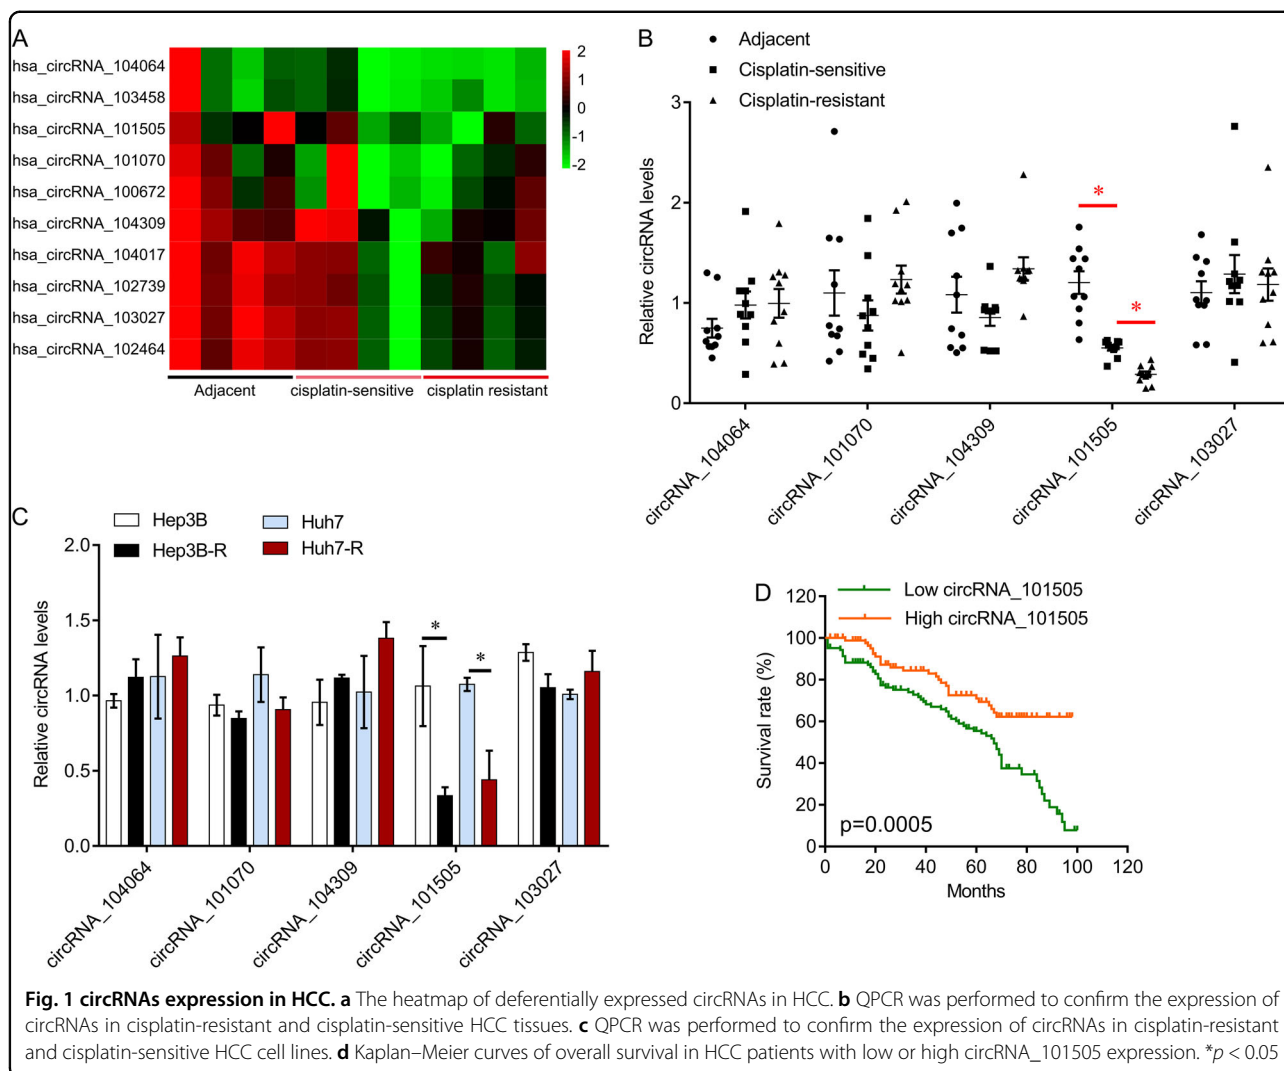 A
hsa_circRNA_104064
hsa_circRNA_103458
hsa_circRNA_101505
hsa_circRNA_101070
hsa_circRNA_100672
hsa_circRNA_104309
hsa_circRNA_104017
hsa_circRNA_102739
hsa_circRNA_103027
hsa_circRNA_102464
2
1
0
-1
-2
Adjacent cisplatin-sensitive cisplatin resistant
B
Adjacent
Cisplatin-sensitive
Cisplatin-resistant
Relative circRNA levels
3
2
1
0
*
*
circRNA_104064
circRNA_101070
circRNA_104309
circRNA_101505
circRNA_103027
C
Hep3B Huh7
Hep3B-R Huh7-R
Relative circRNA levels
2.0
1.5
1.0
0.5
0.0
*
*
circRNA_104064
circRNA_101070
circRNA_104309
circRNA_101505
circRNA_103027
D
Low circRNA_101505
High circRNA_101505
Survival rate (%)
120
100
80
60
40
20
0
p=0.0005
0 20 40 60 80 100 120
Months
Fig. 1 circRNAs expression in HCC. a The heatmap of deferentially expressed circRNAs in HCC. b QPCR was performed to confirm the expression of
circRNAs in cisplatin-resistant and cisplatin-sensitive HCC tissues. c QPCR was performed to confirm the expression of circRNAs in cisplatin-resistant
and cisplatin-sensitive HCC cell lines. d Kaplan–Meier curves of overall survival in HCC patients with low or high circRNA_101505 expression. *p < 0.05